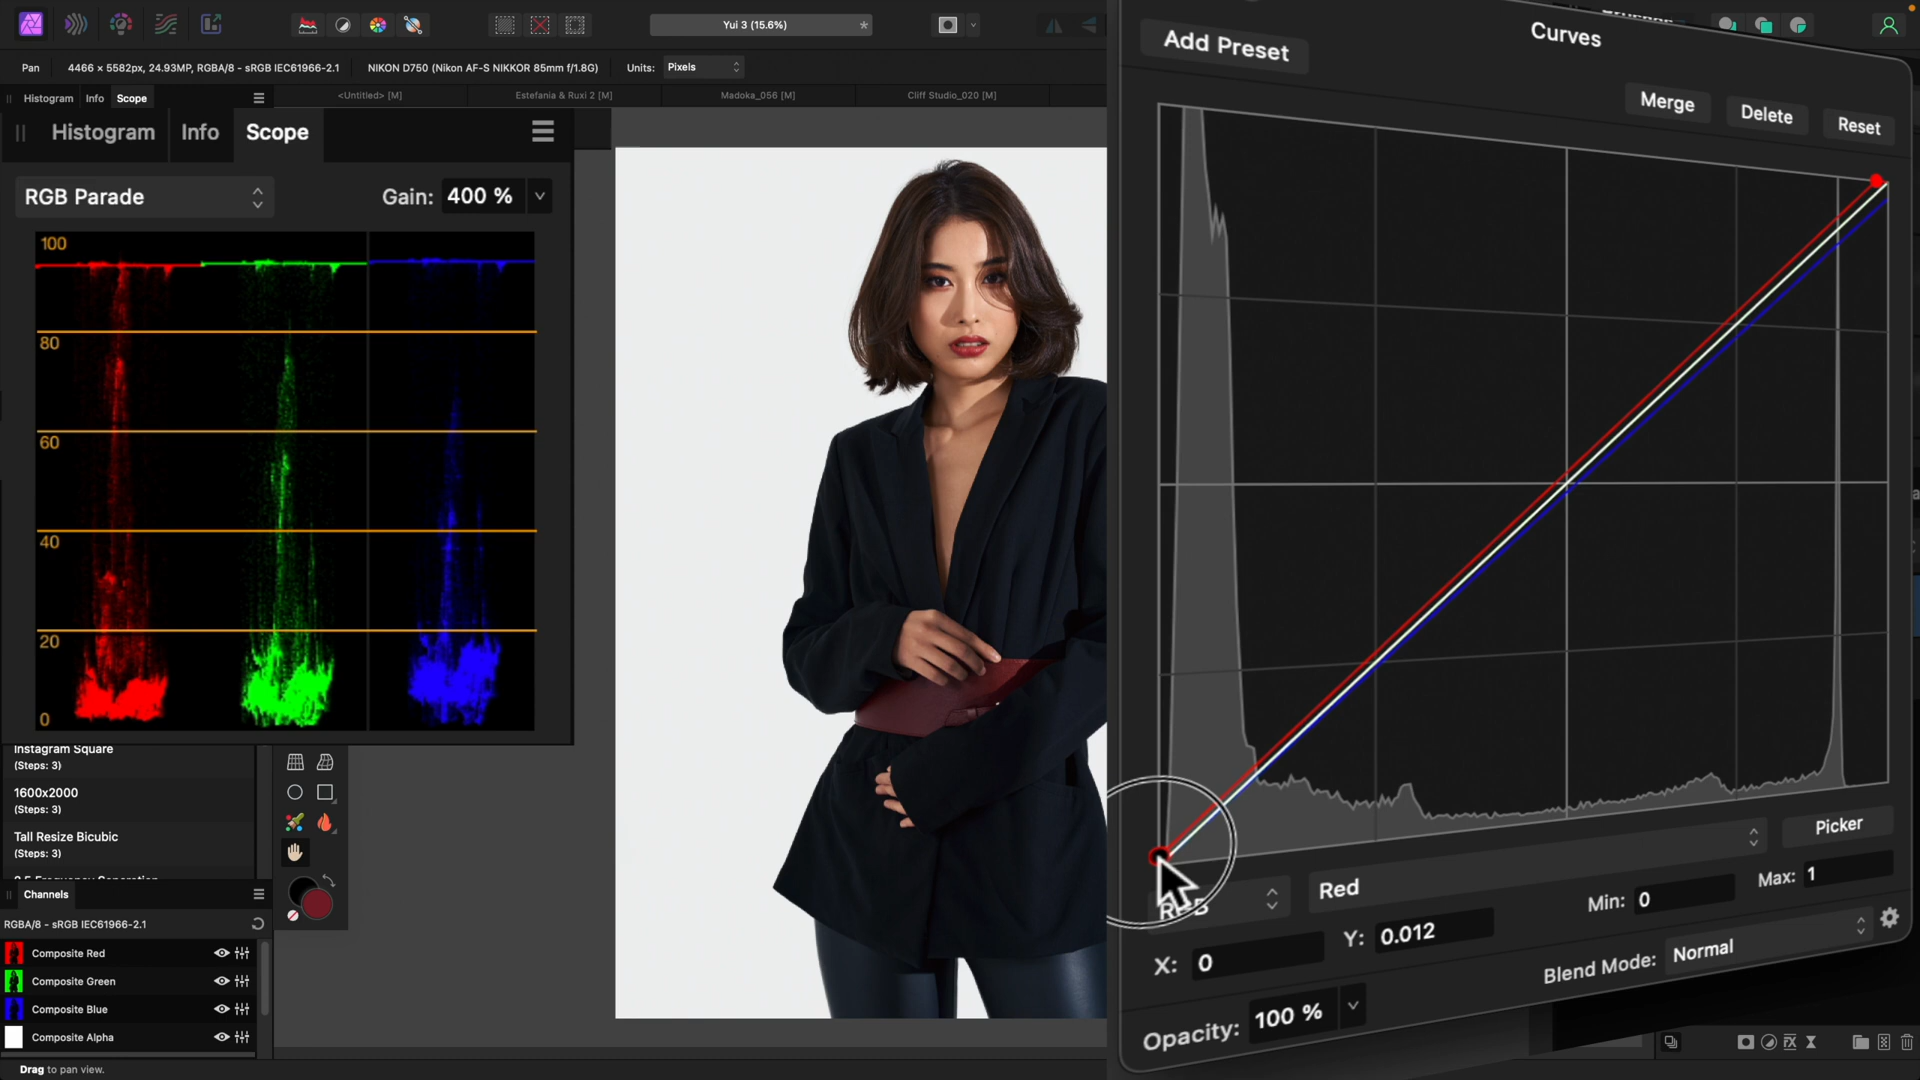 Yui 3 (15.6%)
*
Pan
4466 × 5582px, 24.93MP, RGBA/8 - sRGB IEC61966-2.1
NIKON D750 (Nikon AF-S NIKKOR 85mm f/1.8G)
Units:
Pixels
Histogram
Info
Scope
<Untitled> [M]
Estefania & Ruxi 2 [M]
Madoka_056 [M]
Cliff Studio_020 [M]
Histogram
Info
Scope
RGB Parade
Gain:
400 %
100
80
60
40
20
0
Instagram Square
(Steps: 3)
1600x2000
(Steps: 3)
Tall Resize Bicubic
(Steps: 3)
Channels
RGBA/8 - sRGB IEC61966-2.1
Composite Red
Composite Green
Composite Blue
Composite Alpha
Drag to pan view.
Curves
Add Preset
Merge
Delete
Reset
Picker
RGB
Red
Min: 0
Max: 1
X: 0
Y: 0.012
Blend Mode: Normal
Opacity: 100 %